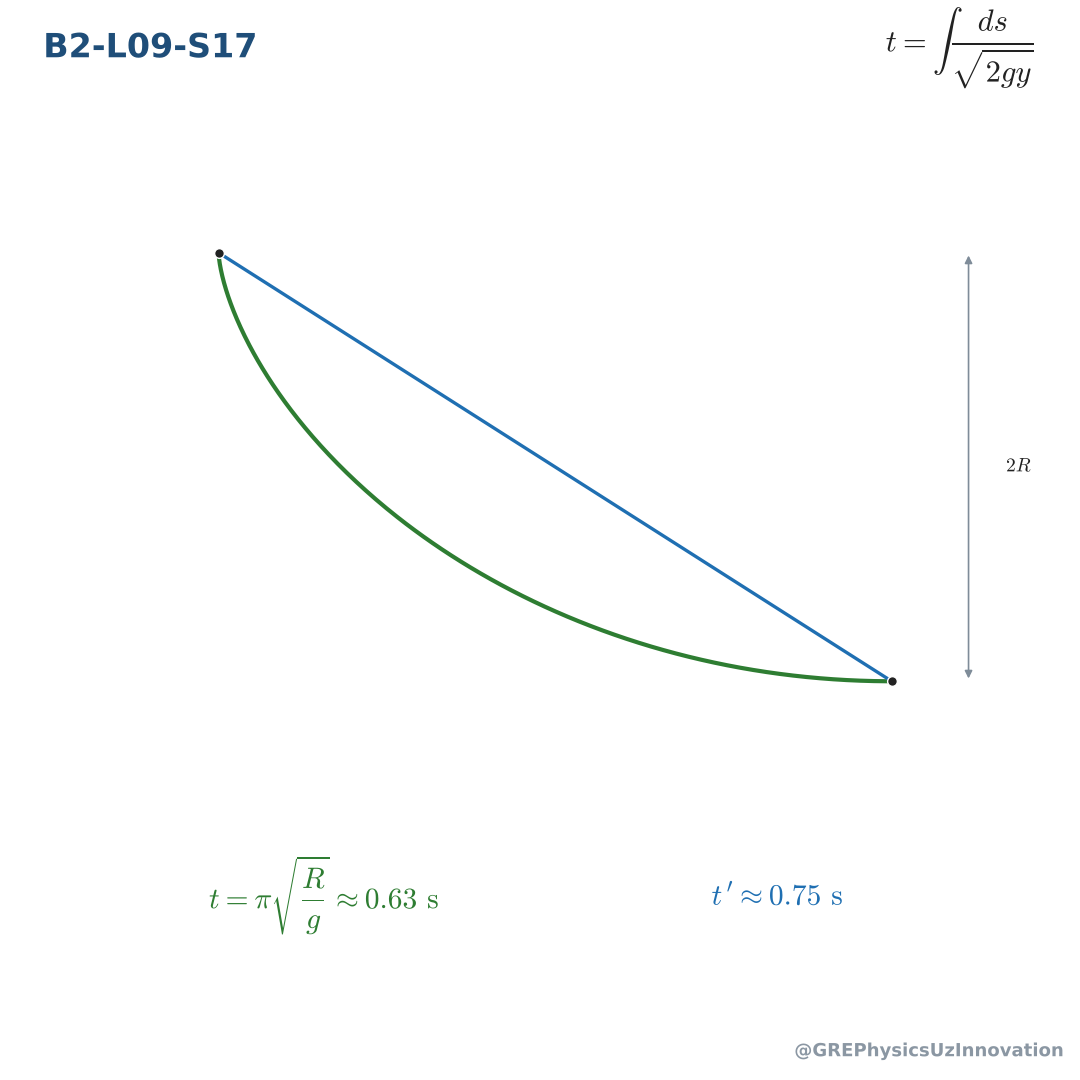 B2-L09-S17
t = ∫ ds / √(2gy)
2R
t = π√(R/g) ≈ 0.63 s
t′ ≈ 0.75 s
@GREPhysicsUzInnovation